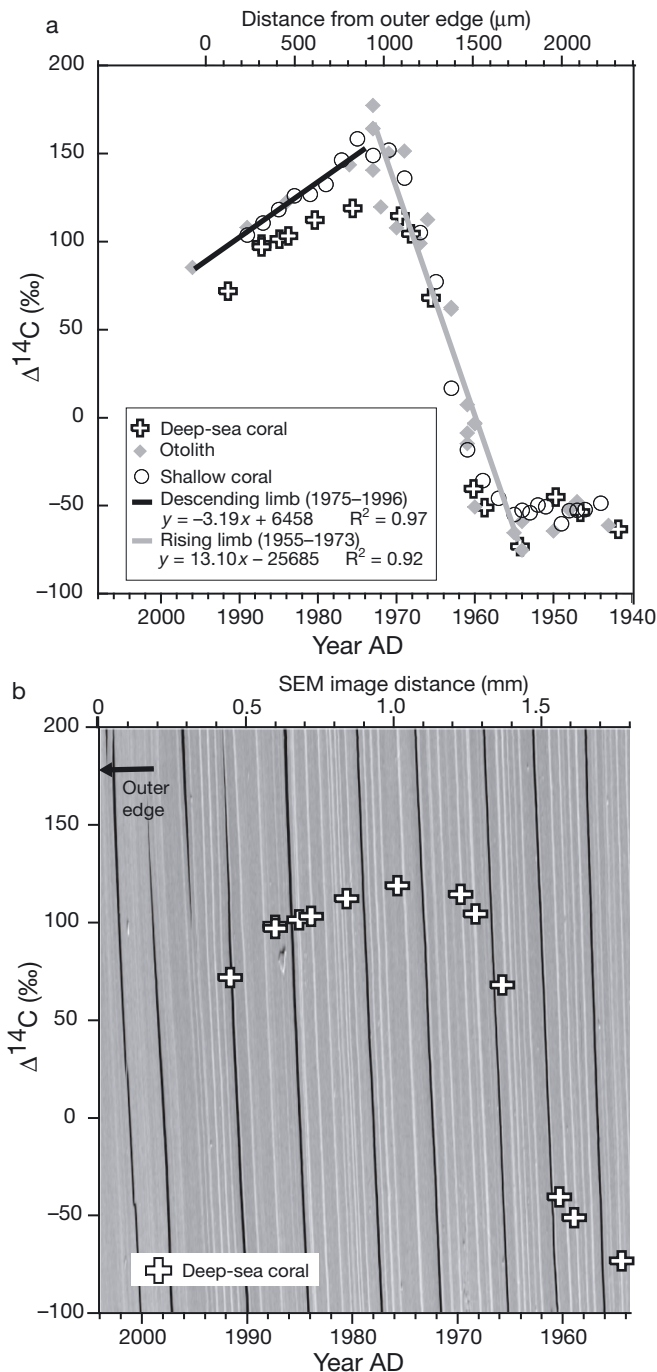 Distance from outer edge (μm)
a
0 500 1000 1500 2000
200
150
100
50
0
−50
−100
Δ14C (‰)
Deep-sea coral
Otolith
Shallow coral
Descending limb (1975–1996)
y = −3.19x + 6458 R2 = 0.97
Rising limb (1955–1973)
y = 13.10x − 25685 R2 = 0.92
2000 1990 1980 1970 1960 1950 1940
Year AD
b
SEM image distance (mm)
0 0.5 1.0 1.5
200
Outer
edge
150
100
50
0
−50
−100
Δ14C (‰)
Deep-sea coral
2000 1990 1980 1970 1960
Year AD